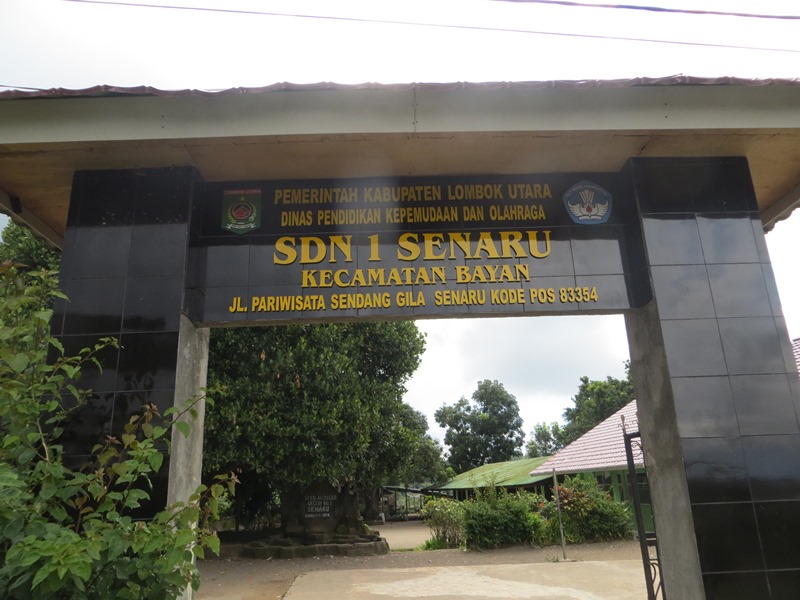 PEMERINTAH KABUPATEN LOMBOK UTARA
DINAS PENDIDIKAN KEPEMUDAAN DAN OLAHRAGA
SDN 1 SENARU
KECAMATAN BAYAN
JL. PARIWISATA SENDANG GILA SENARU KODE POS 83354
SENARU